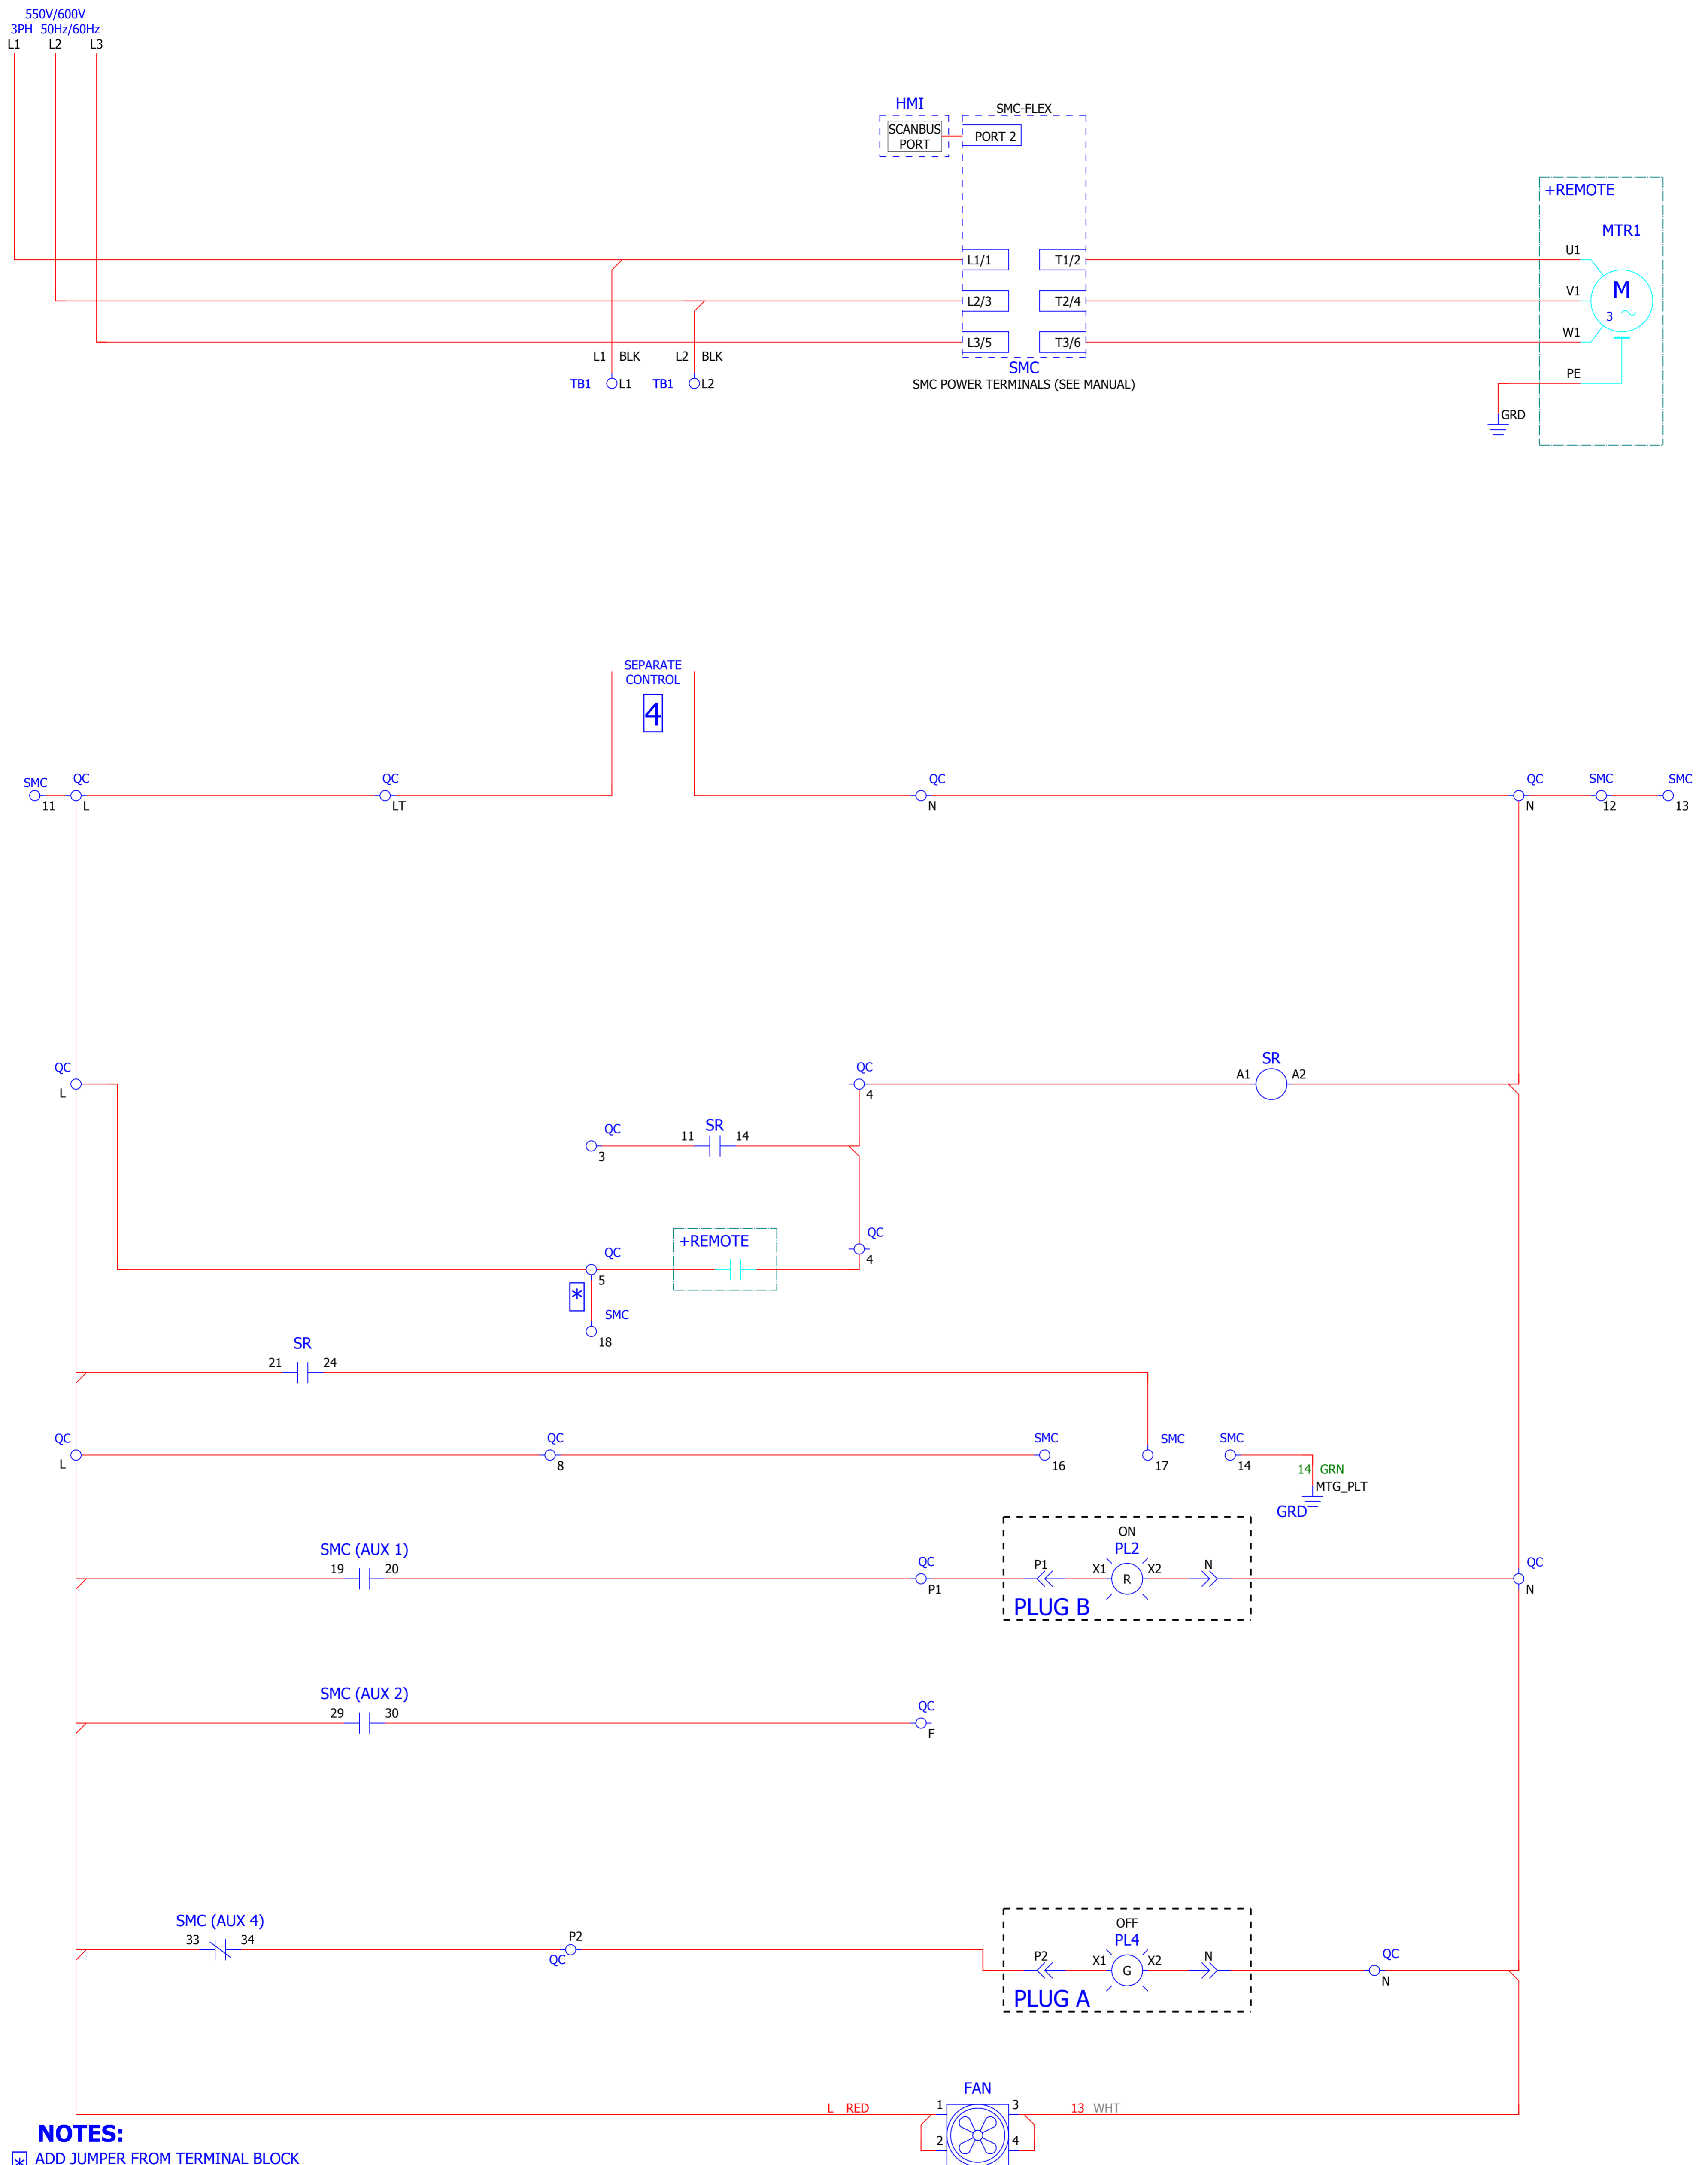 550V/600V
3PH 50Hz/60Hz
L1 L2 L3
HMI
SCANBUS
PORT
SMC-FLEX
PORT 2
+REMOTE
MTR1
L1/1 T1/2 U1
L2/3 T2/4 V1
M
3
L3/5 T3/6 W1
L1 BLK L2 BLK
SMC
PE
TB1 L1 TB1 L2
SMC POWER TERMINALS (SEE MANUAL)
GRD
SEPARATE
CONTROL
4
SMC QC QC QC QC SMC SMC
11 L LT N N 12 13
QC QC SR
A1 A2
L 4
QC SR
11 14
3
QC
4
+REMOTE
QC
5
*
SMC
18
SR
21 24
QC QC SMC SMC SMC
L 8 16 17 14
14 GRN
MTG_PLT
GRD
ON
SMC (AUX 1) PL2
19 20 QC P1 X1 R X2 N QC
P1 N
PLUG B
SMC (AUX 2)
29 30 QC
F
SMC (AUX 4) OFF
33 34 P2 PL4
QC P2 X1 G X2 N QC
N
PLUG A
FAN
L RED 1 3 13 WHT
2 4
NOTES:
* ADD JUMPER FROM TERMINAL BLOCK